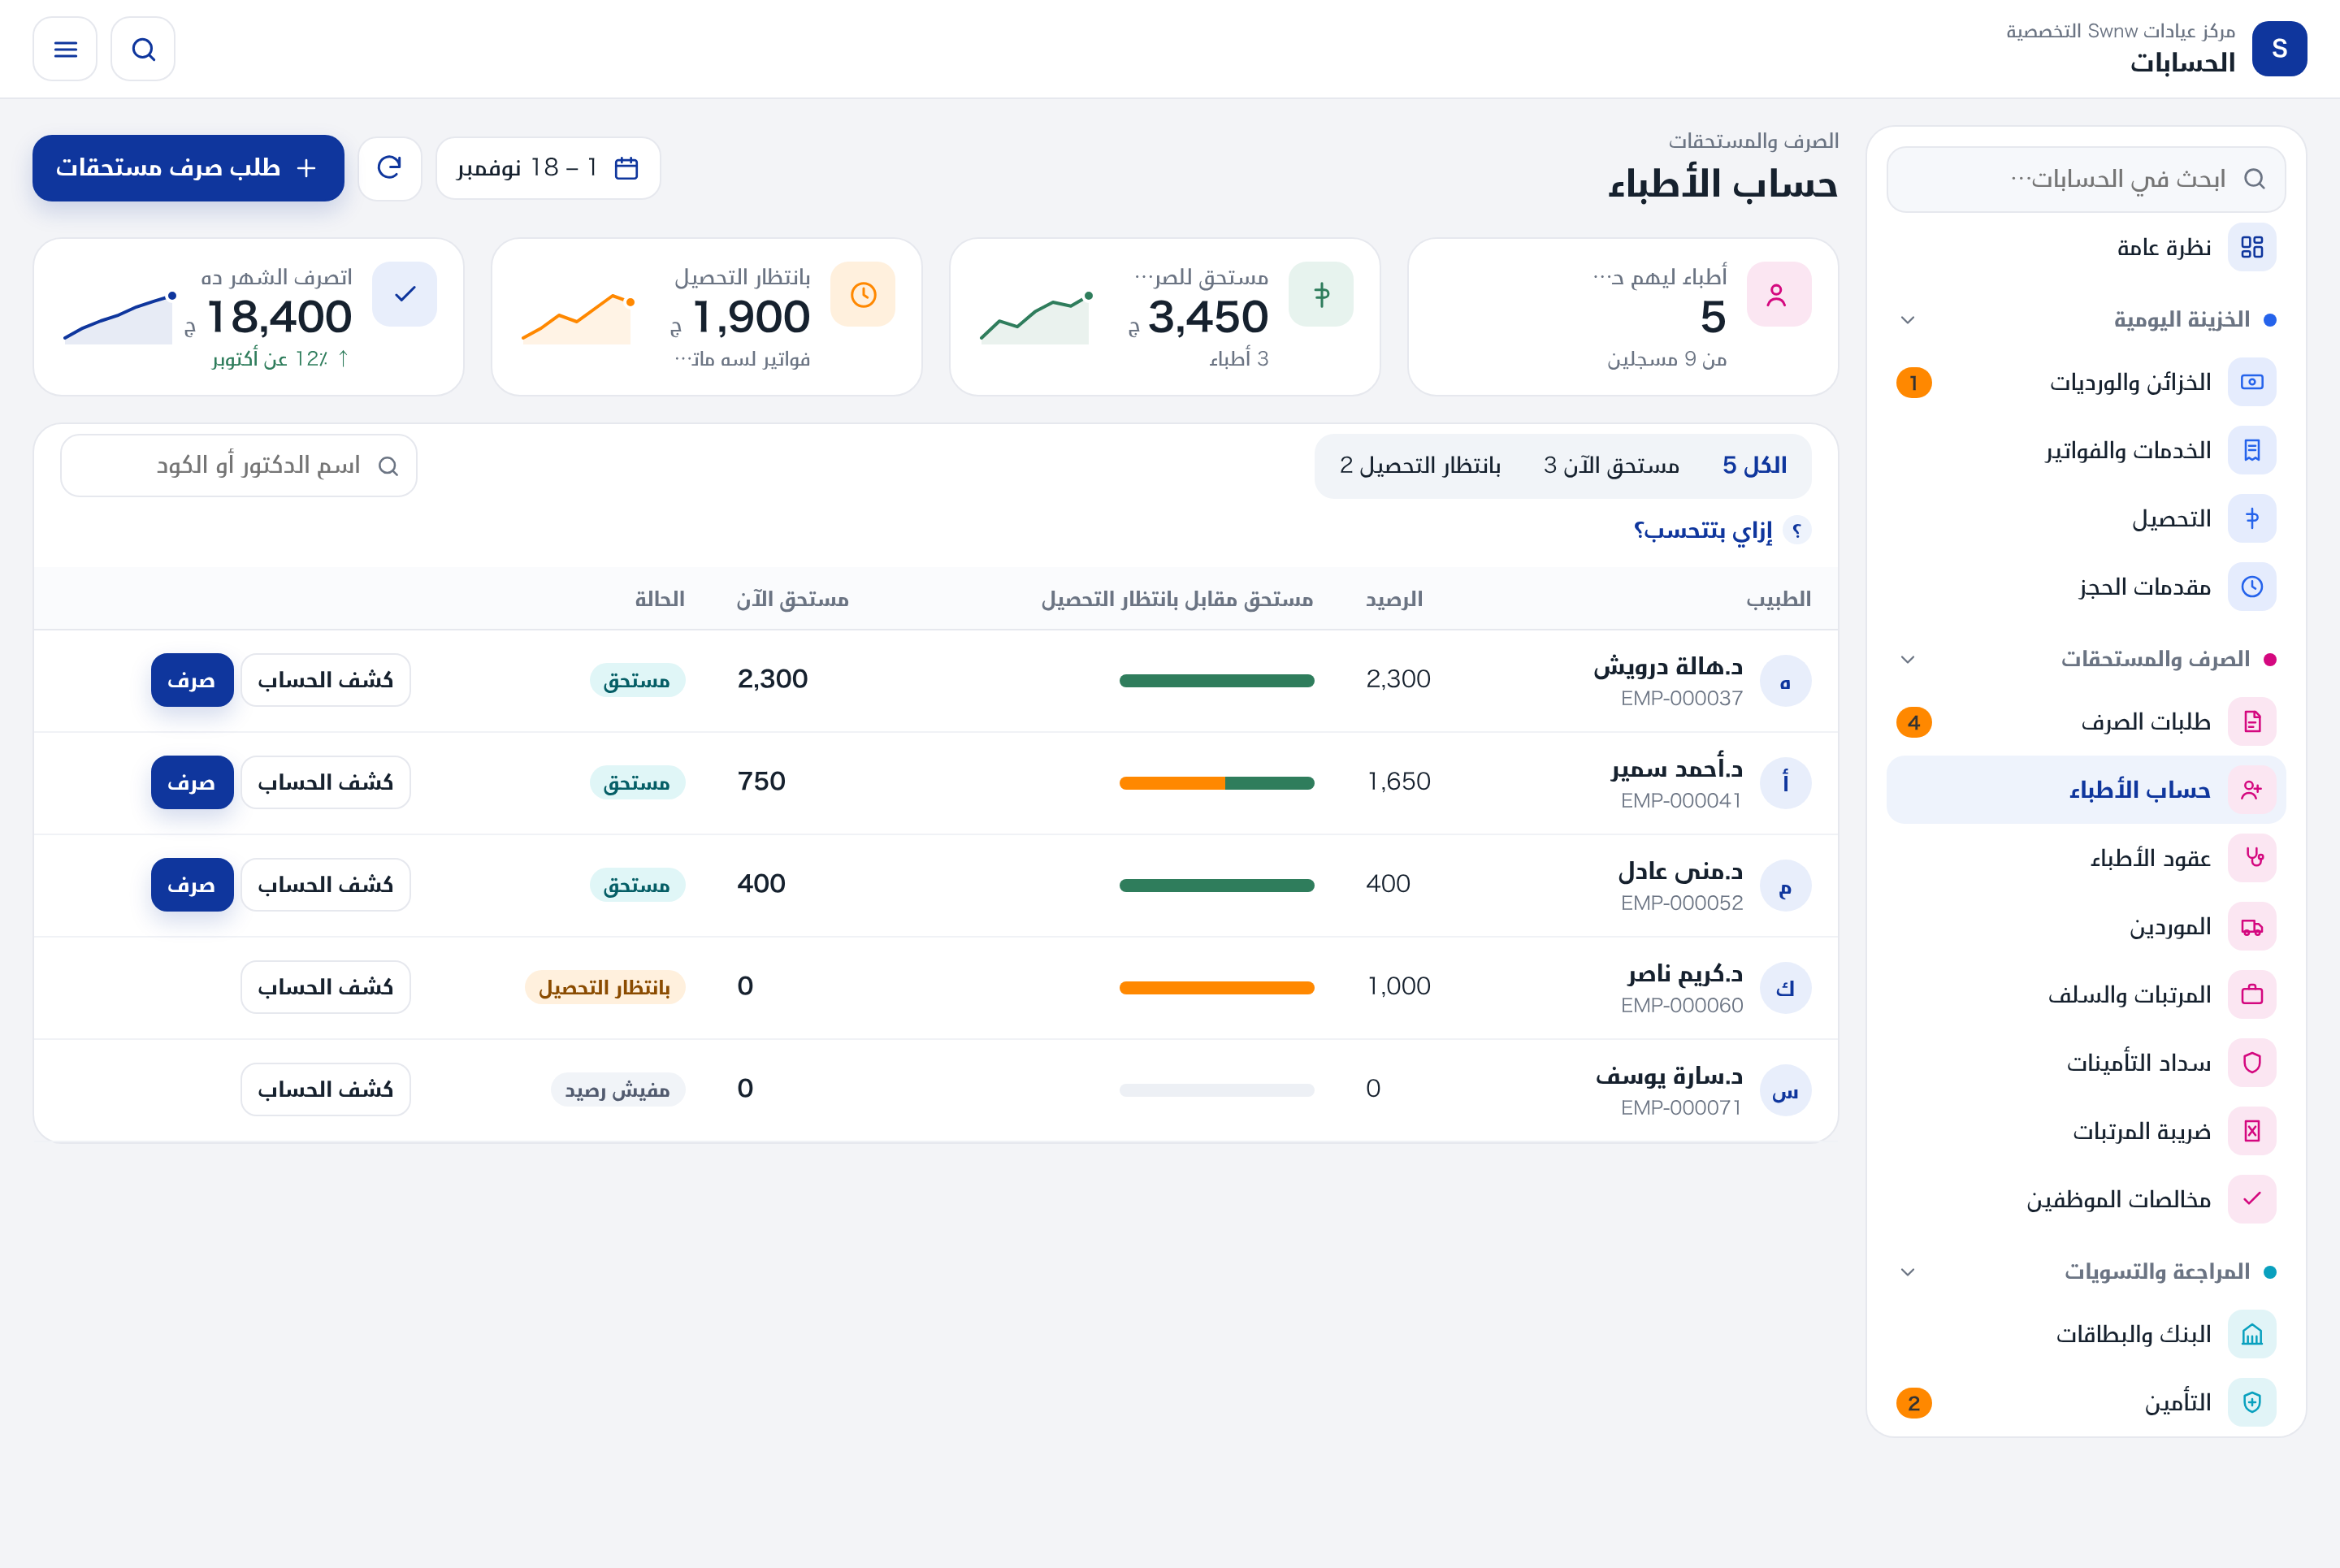 S
مركز عيادات Swnw التخصصية
الحسابات
ابحث في الحسابات...
نظرة عامة
الخزينة اليومية
الخزائن والورديات 1
الخدمات والفواتير
التحصيل
مقدمات الحجز
الصرف والمستحقات
طلبات الصرف 4
حساب الأطباء
عقود الأطباء
الموردين
المرتبات والسلف
سداد التأمينات
ضريبة المرتبات
مخالصات الموظفين
المراجعة والتسويات
البنك والبطاقات
التأمين 2
الصرف والمستحقات
حساب الأطباء
1 – 18 نوفمبر
طلب صرف مستحقات
أطباء ليهم ح...
5
من 9 مسجلين
مستحق للصر...
3,450 ج
3 أطباء
بانتظار التحصيل
1,900 ج
فواتير لسه مات...
اتصرف الشهر ده
18,400 ج
↑ 12٪ عن أكتوبر
الكل 5 مستحق الآن 3 بانتظار التحصيل 2
اسم الدكتور أو الكود
؟ إزاي بتتحسب؟
الطبيب الرصيد مستحق مقابل بانتظار التحصيل مستحق الآن الحالة
ه د.هالة درويش 2,300 2,300 مستحق كشف الحساب صرف
EMP-000037
أ د.أحمد سمير 1,650 750 مستحق كشف الحساب صرف
EMP-000041
م د.منى عادل 400 400 مستحق كشف الحساب صرف
EMP-000052
ك د.كريم ناصر 1,000 0 بانتظار التحصيل كشف الحساب
EMP-000060
س د.سارة يوسف 0 0 مفيش رصيد كشف الحساب
EMP-000071